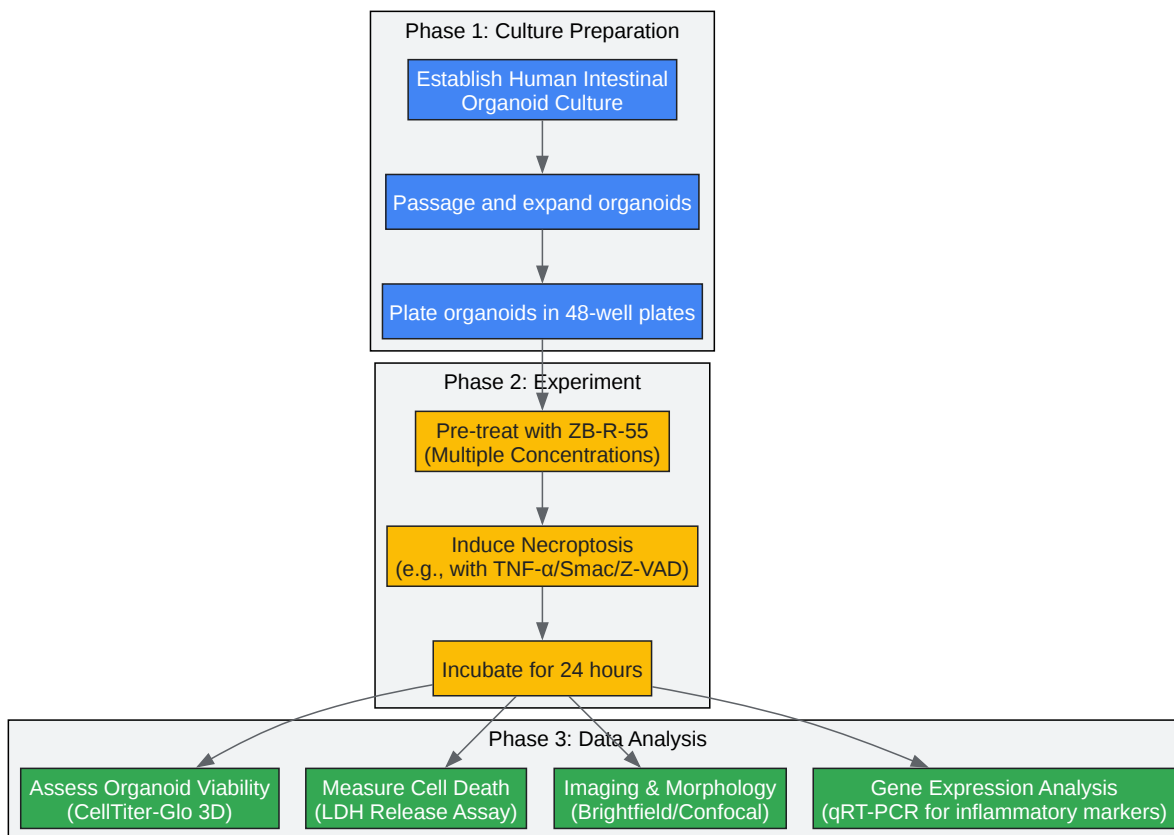 Phase 1: Culture Preparation
Establish Human Intestinal
Organoid Culture
Passage and expand organoids
Plate organoids in 48-well plates
Phase 2: Experiment
Pre-treat with ZB-R-55
(Multiple Concentrations)
Induce Necroptosis
(e.g., with TNF-α/Smac/Z-VAD)
Incubate for 24 hours
Phase 3: Data Analysis
Assess Organoid Viability
(CellTiter-Glo 3D)
Measure Cell Death
(LDH Release Assay)
Imaging & Morphology
(Brightfield/Confocal)
Gene Expression Analysis
(qRT-PCR for inflammatory markers)